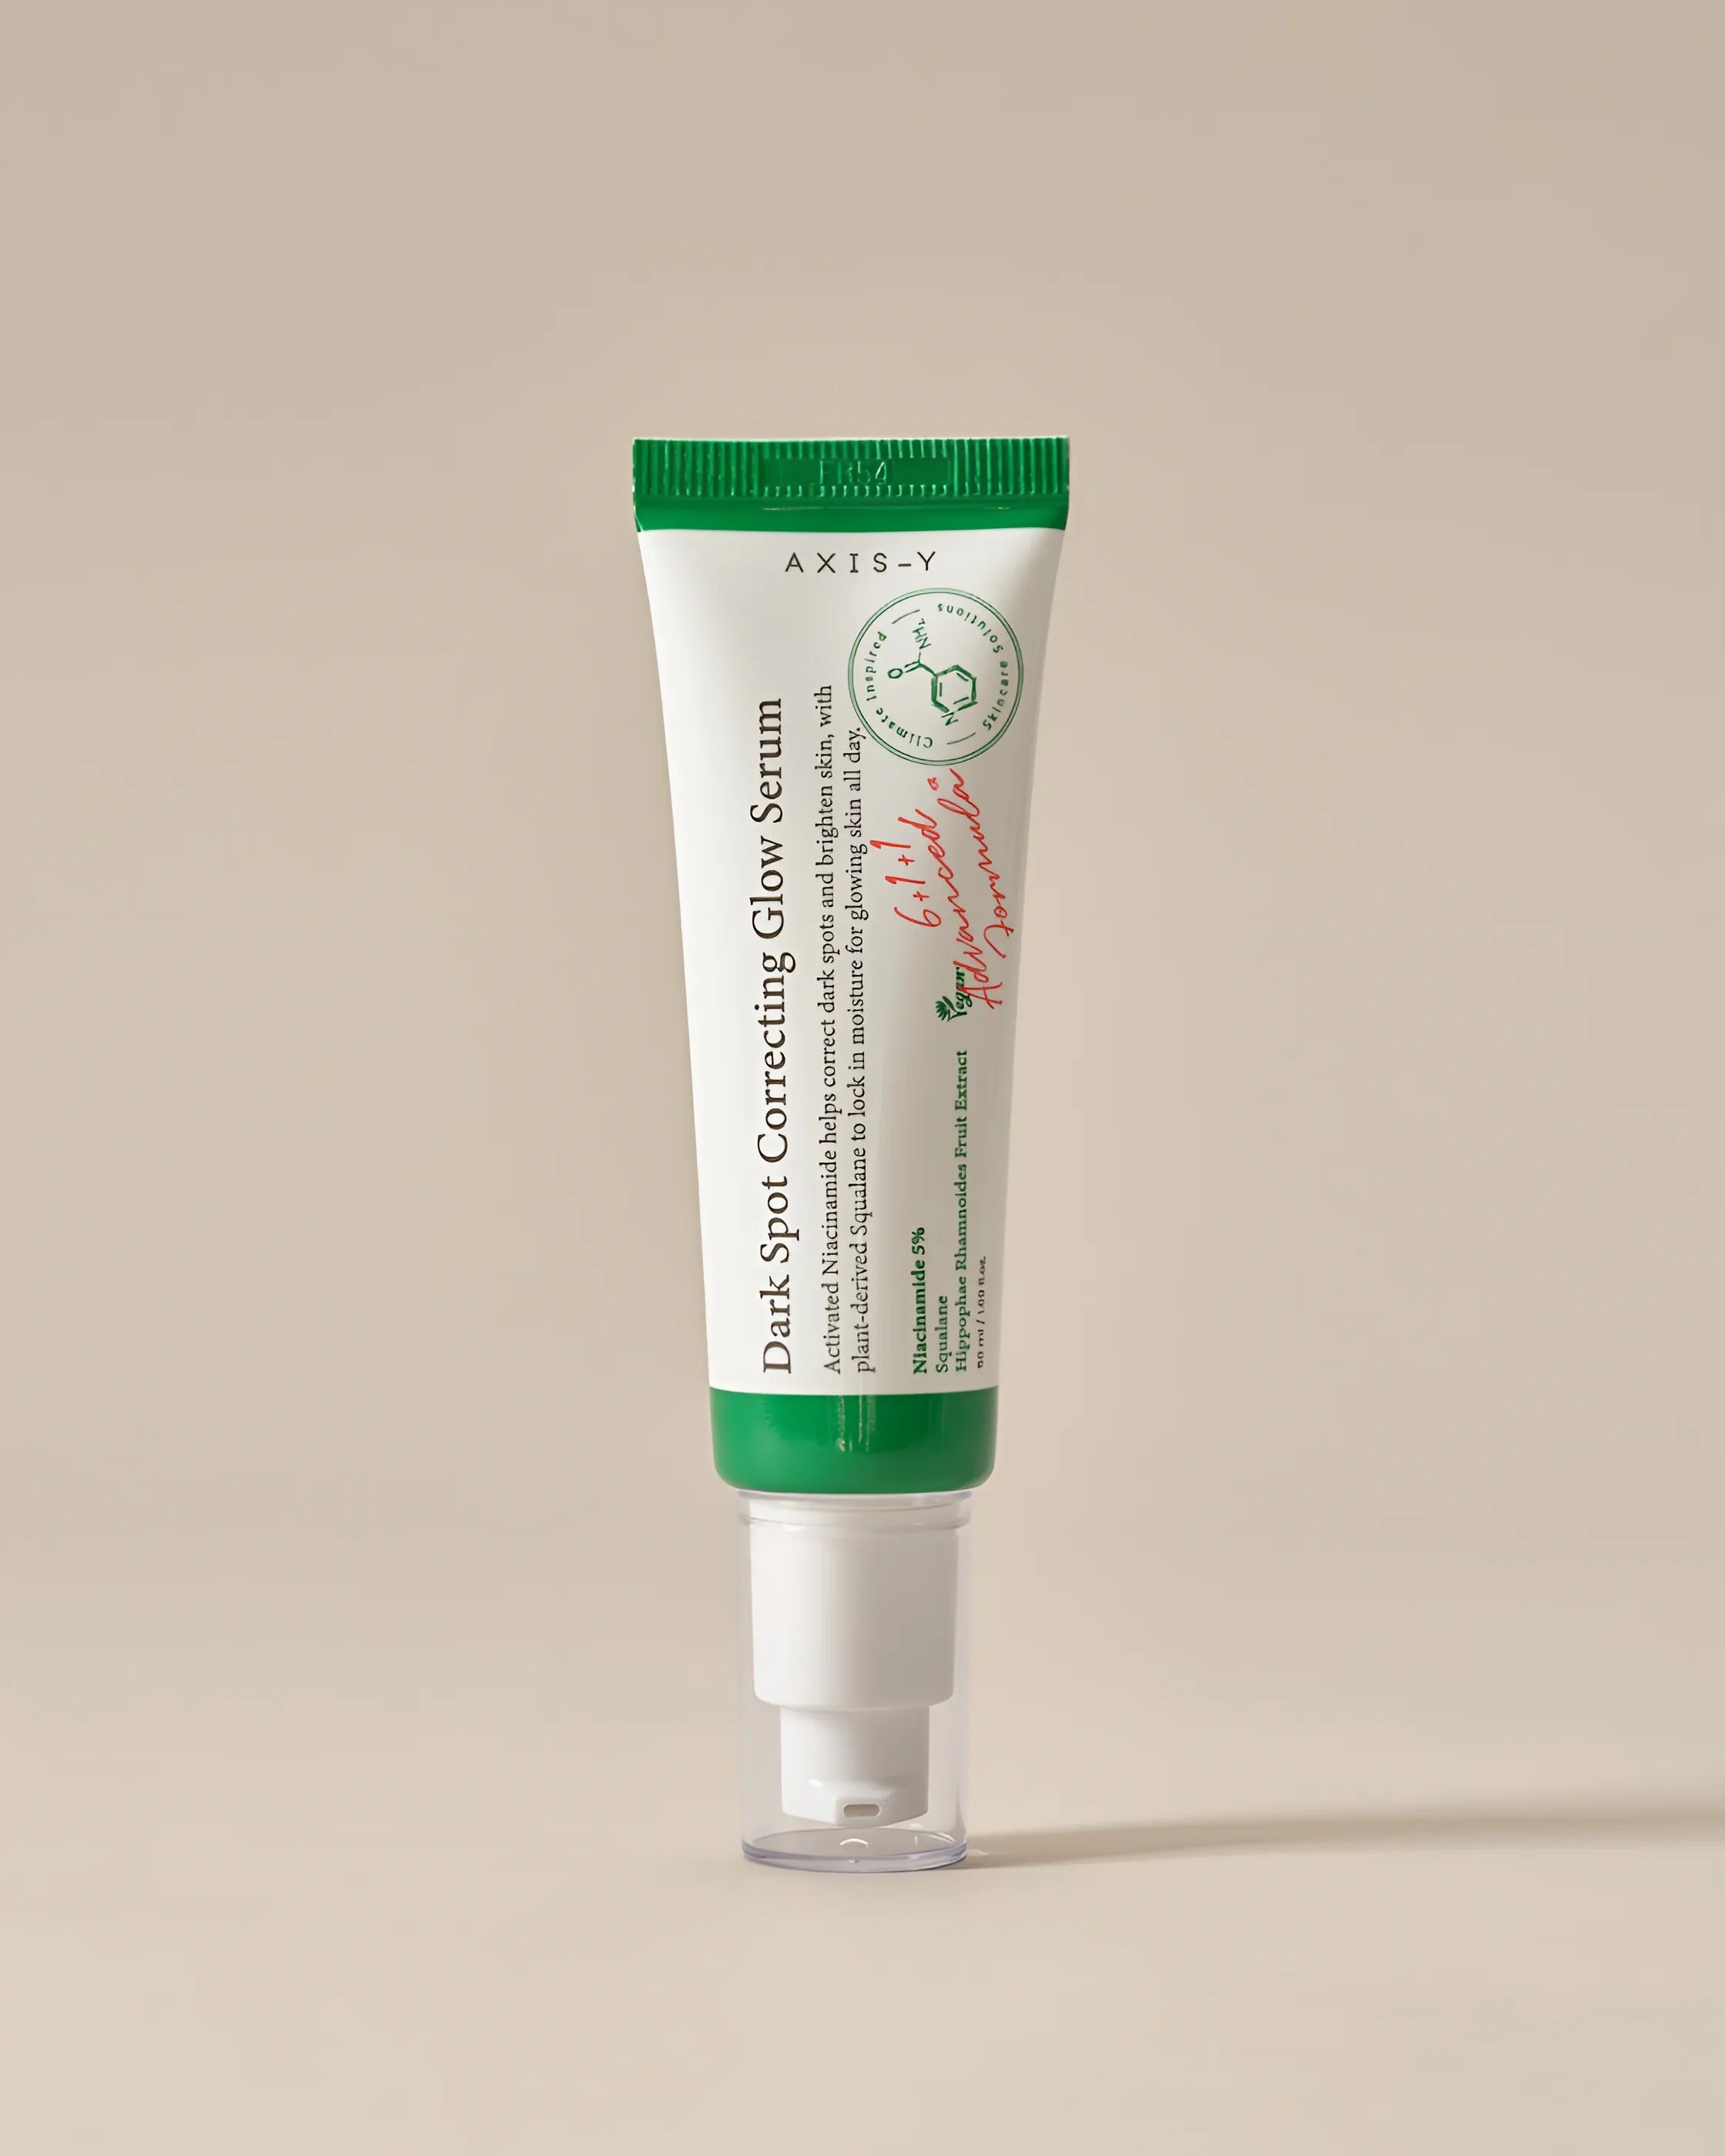 AXIS-Y
Climate Inspired
Skincare Solutions
NH₂
O
N
Dark Spot Correcting Glow Serum
Activated Niacinamide helps correct dark spots and brighten skin, with
plant-derived Squalane to lock in moisture for glowing skin all day.
6+1+1
Advanced
Formula
Vegan
Niacinamide 5%
Squalane
Hippophae Rhamnoides Fruit Extract